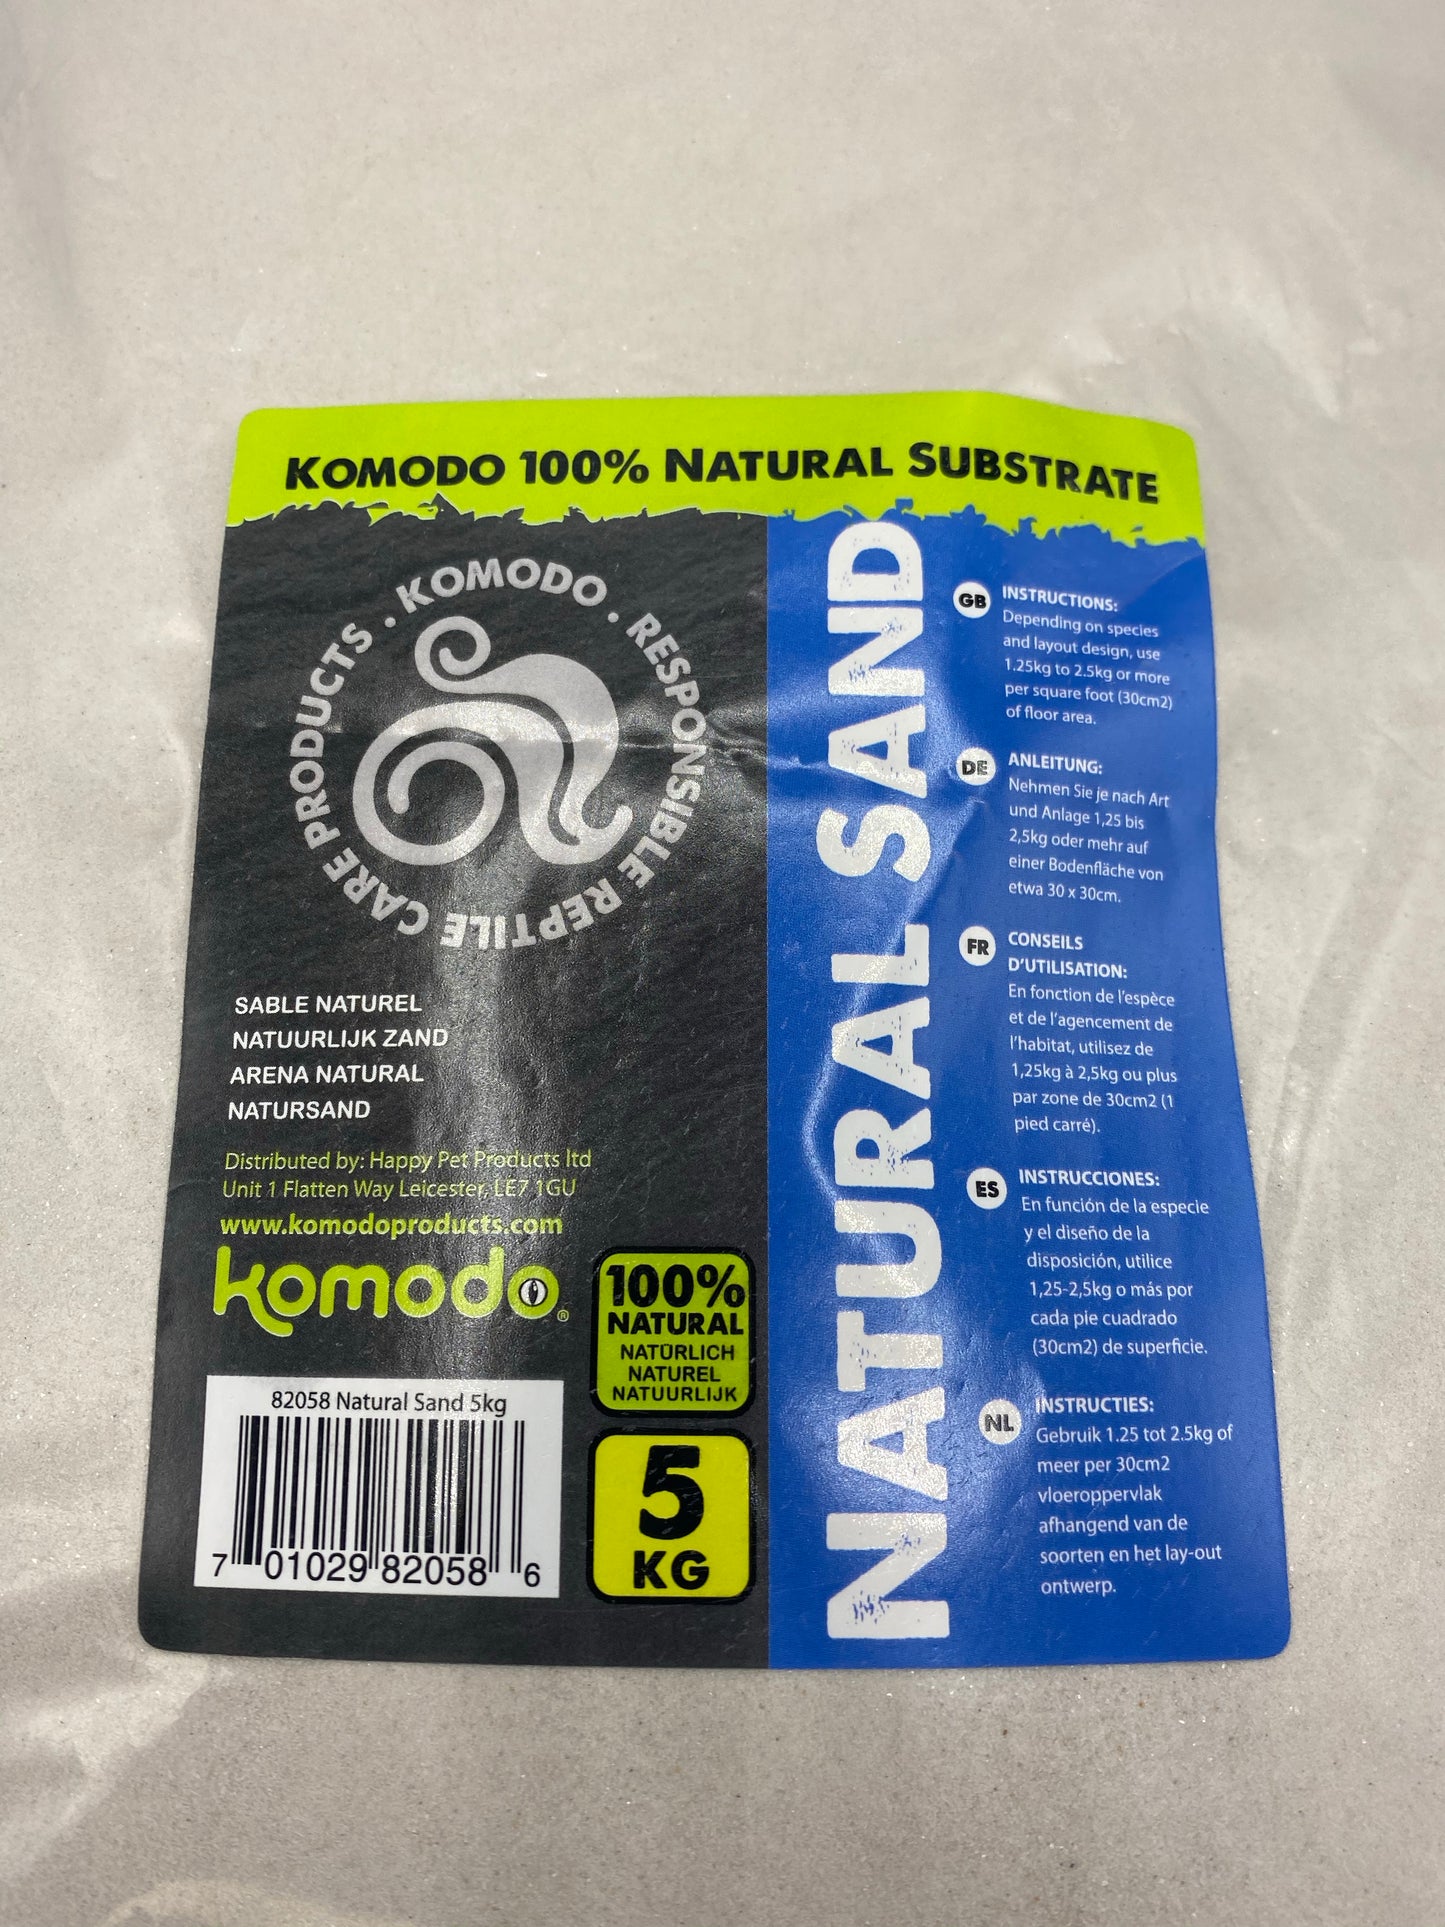 KOMODO 100% NATURAL SUBSTRATE
KOMODO . RESPONSIBLE REPTILE CARE PRODUCTS .
SABLE NATUREL
NATUURLIJK ZAND
ARENA NATURAL
NATURSAND
Distributed by: Happy Pet Products ltd
Unit 1 Flatten Way Leicester, LE7 1GU
www.komodoproducts.com
komodo®
100%
NATURAL
NATÜRLICH
NATUREL
NATUURLIJK
82058 Natural Sand 5kg
7 01029 82058 6
5
KG
NATURAL SAND
GB
INSTRUCTIONS:
Depending on species
and layout design, use
1.25kg to 2.5kg or more
per square foot (30cm2)
of floor area.
DE
ANLEITUNG:
Nehmen Sie je nach Art
und Anlage 1,25 bis
2,5kg oder mehr auf
einer Bodenfläche von
etwa 30 x 30cm.
FR
CONSEILS
D'UTILISATION:
En fonction de l'espèce
et de l'agencement de
l'habitat, utilisez de
1,25kg à 2,5kg ou plus
par zone de 30cm2 (1
pied carré).
ES
INSTRUCCIONES:
En función de la especie
y el diseño de la
disposición, utilice
1,25-2,5kg o más por
cada pie cuadrado
(30cm2) de superficie.
NL
INSTRUCTIES:
Gebruik 1.25 tot 2.5kg of
meer per 30cm2
vloeroppervlak
afhangend van de
soorten en het lay-out
ontwerp.